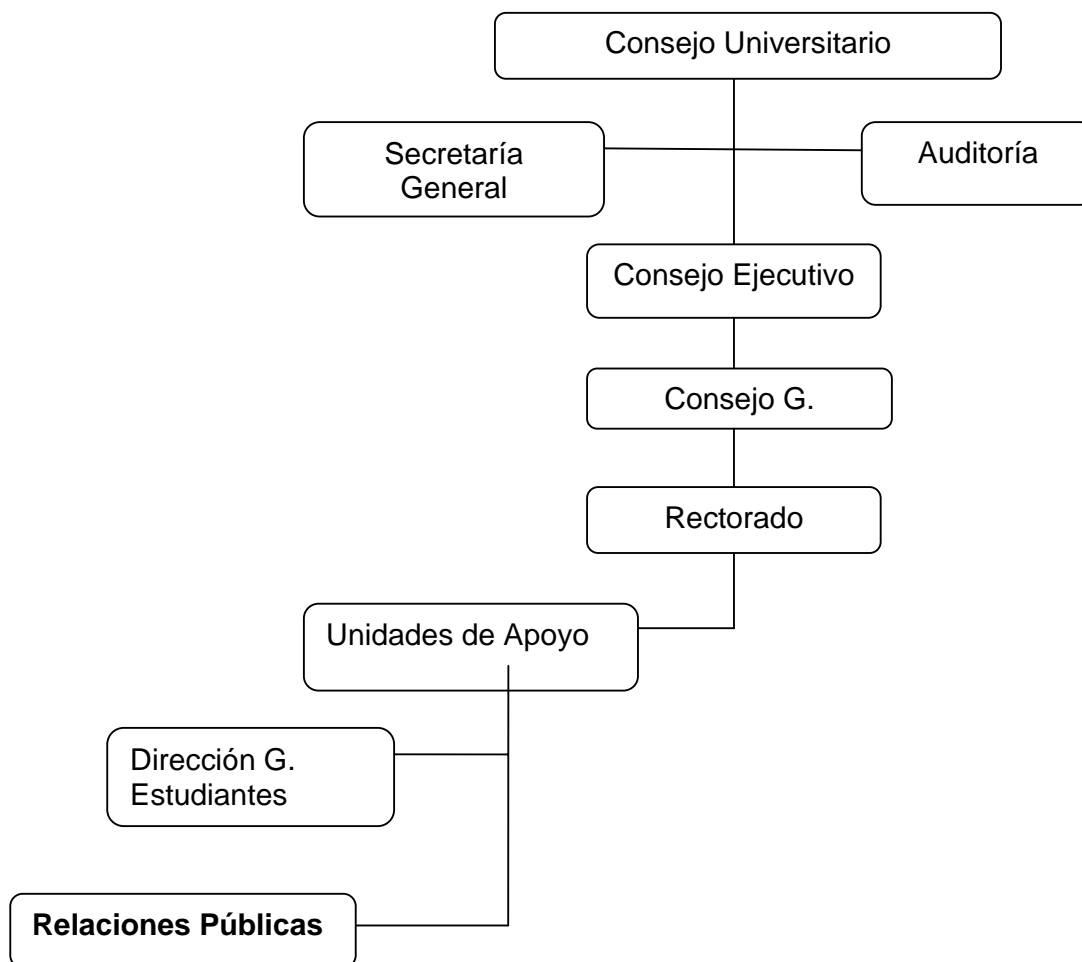 Consejo Universitario
Secretaría
General
Auditoría
Consejo Ejecutivo
Consejo G.
Rectorado
Unidades de Apoyo
Dirección G.
Estudiantes
Relaciones Públicas